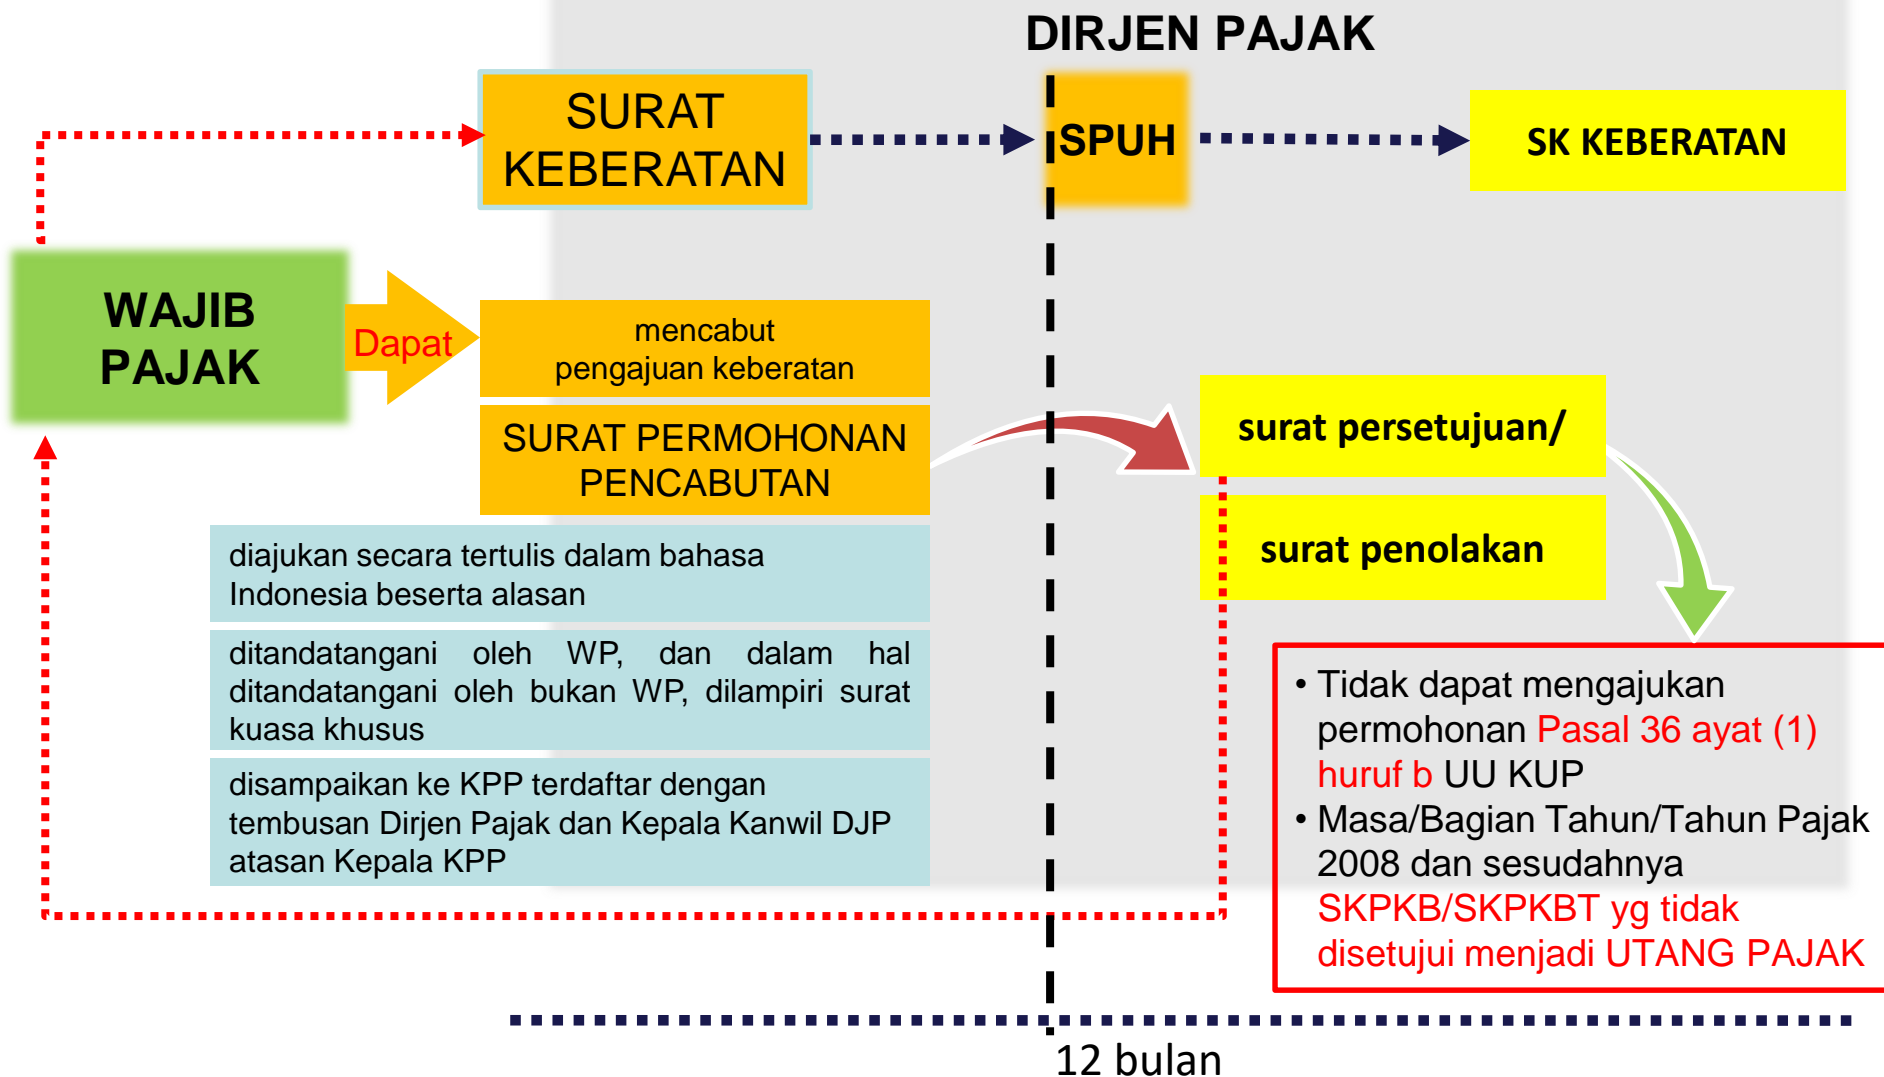 DIRJEN PAJAK
SURAT
KEBERATAN
SPUH
SK KEBERATAN
WAJIB
PAJAK
Dapat
mencabut
pengajuan keberatan
SURAT PERMOHONAN
PENCABUTAN
diajukan secara tertulis dalam bahasa
Indonesia beserta alasan
ditandatangani oleh WP, dan dalam hal
ditandatangani oleh bukan WP, dilampiri surat
kuasa khusus
disampaikan ke KPP terdaftar dengan
tembusan Dirjen Pajak dan Kepala Kanwil DJP
atasan Kepala KPP
surat persetujuan/
surat penolakan
• Tidak dapat mengajukan
permohonan Pasal 36 ayat (1)
huruf b UU KUP
• Masa/Bagian Tahun/Tahun Pajak
2008 dan sesudahnya
SKPKB/SKPKBT yg tidak
disetujui menjadi UTANG PAJAK
12 bulan